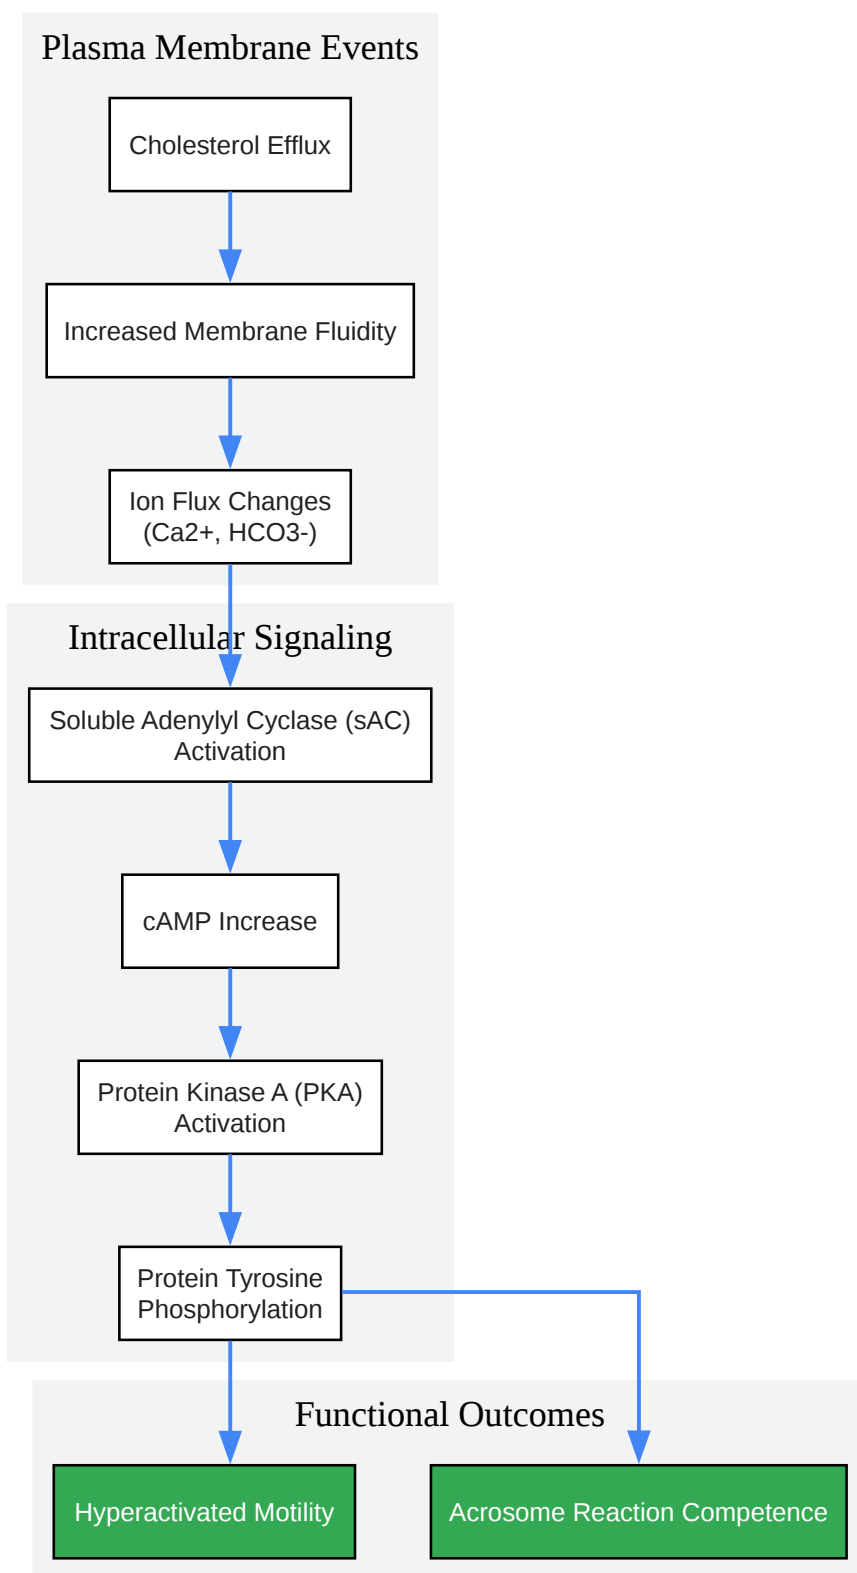 Plasma Membrane Events
Cholesterol Efflux
Increased Membrane Fluidity
Ion Flux Changes
(Ca2+, HCO3-)
Intracellular Signaling
Soluble Adenylyl Cyclase (sAC)
Activation
cAMP Increase
Protein Kinase A (PKA)
Activation
Protein Tyrosine
Phosphorylation
Functional Outcomes
Hyperactivated Motility
Acrosome Reaction Competence